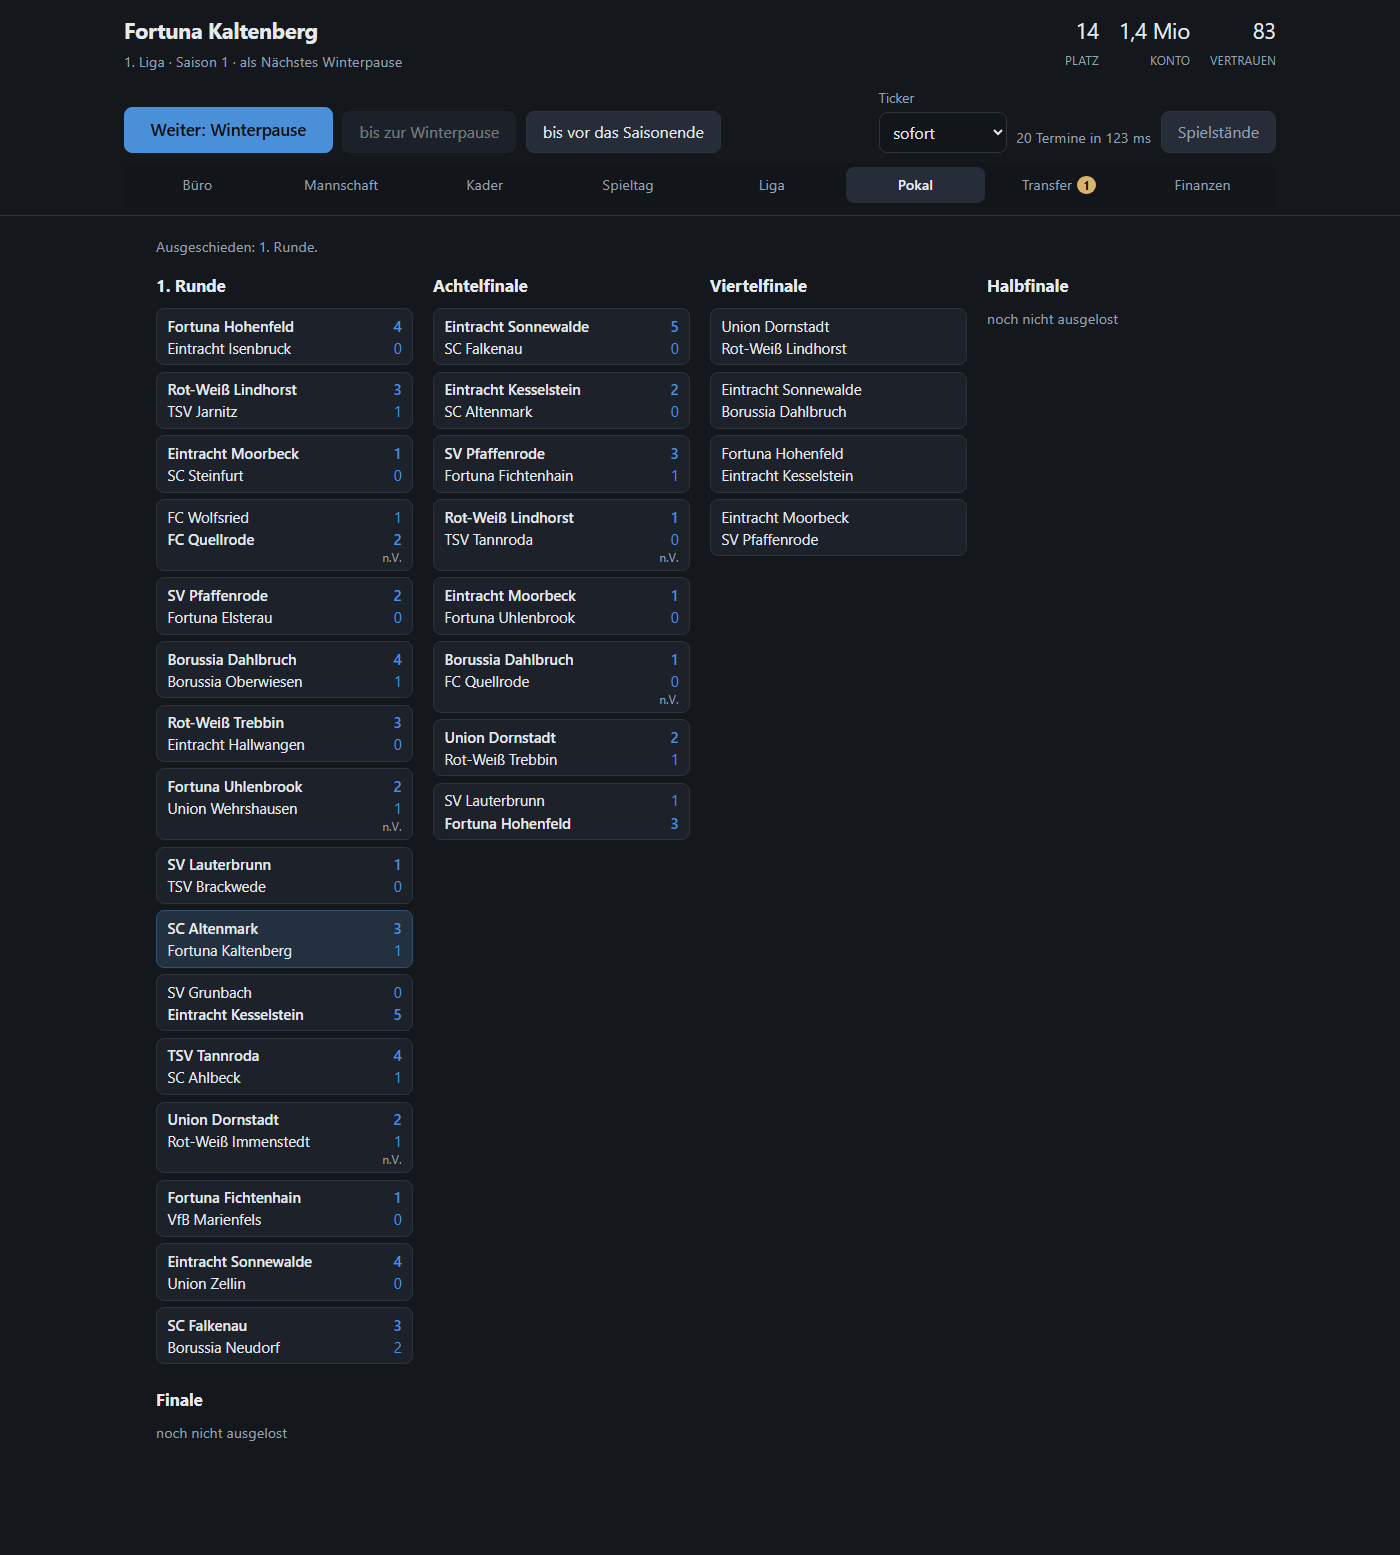 Fortuna Kaltenberg
1. Liga · Saison 1 · als Nächstes Winterpause
14
PLATZ
1,4 Mio
KONTO
83
VERTRAUEN
Weiter: Winterpause
bis zur Winterpause
bis vor das Saisonende
Ticker
sofort
20 Termine in 123 ms
Spielstände
Büro
Mannschaft
Kader
Spieltag
Liga
Pokal
Transfer 1
Finanzen
Ausgeschieden: 1. Runde.
1. Runde
Fortuna Hohenfeld 4
Eintracht Isenbruck 0
Rot-Weiß Lindhorst 3
TSV Jarnitz 1
Eintracht Moorbeck 1
SC Steinfurt 0
FC Wolfsried 1
FC Quellrode 2
n.V.
SV Pfaffenrode 2
Fortuna Elsterau 0
Borussia Dahlbruch 4
Borussia Oberwiesen 1
Rot-Weiß Trebbin 3
Eintracht Hallwangen 0
Fortuna Uhlenbrook 2
Union Wehrshausen 1
n.V.
SV Lauterbrunn 1
TSV Brackwede 0
SC Altenmark 3
Fortuna Kaltenberg 1
SV Grunbach 0
Eintracht Kesselstein 5
TSV Tannroda 4
SC Ahlbeck 1
Union Dornstadt 2
Rot-Weiß Immenstedt 1
n.V.
Fortuna Fichtenhain 1
VfB Marienfels 0
Eintracht Sonnewalde 4
Union Zellin 0
SC Falkenau 3
Borussia Neudorf 2
Achtelfinale
Eintracht Sonnewalde 5
SC Falkenau 0
Eintracht Kesselstein 2
SC Altenmark 0
SV Pfaffenrode 3
Fortuna Fichtenhain 1
Rot-Weiß Lindhorst 1
TSV Tannroda 0
n.V.
Eintracht Moorbeck 1
Fortuna Uhlenbrook 0
Borussia Dahlbruch 1
FC Quellrode 0
n.V.
Union Dornstadt 2
Rot-Weiß Trebbin 1
SV Lauterbrunn 1
Fortuna Hohenfeld 3
Viertelfinale
Union Dornstadt
Rot-Weiß Lindhorst
Eintracht Sonnewalde
Borussia Dahlbruch
Fortuna Hohenfeld
Eintracht Kesselstein
Eintracht Moorbeck
SV Pfaffenrode
Halbfinale
noch nicht ausgelost
Finale
noch nicht ausgelost